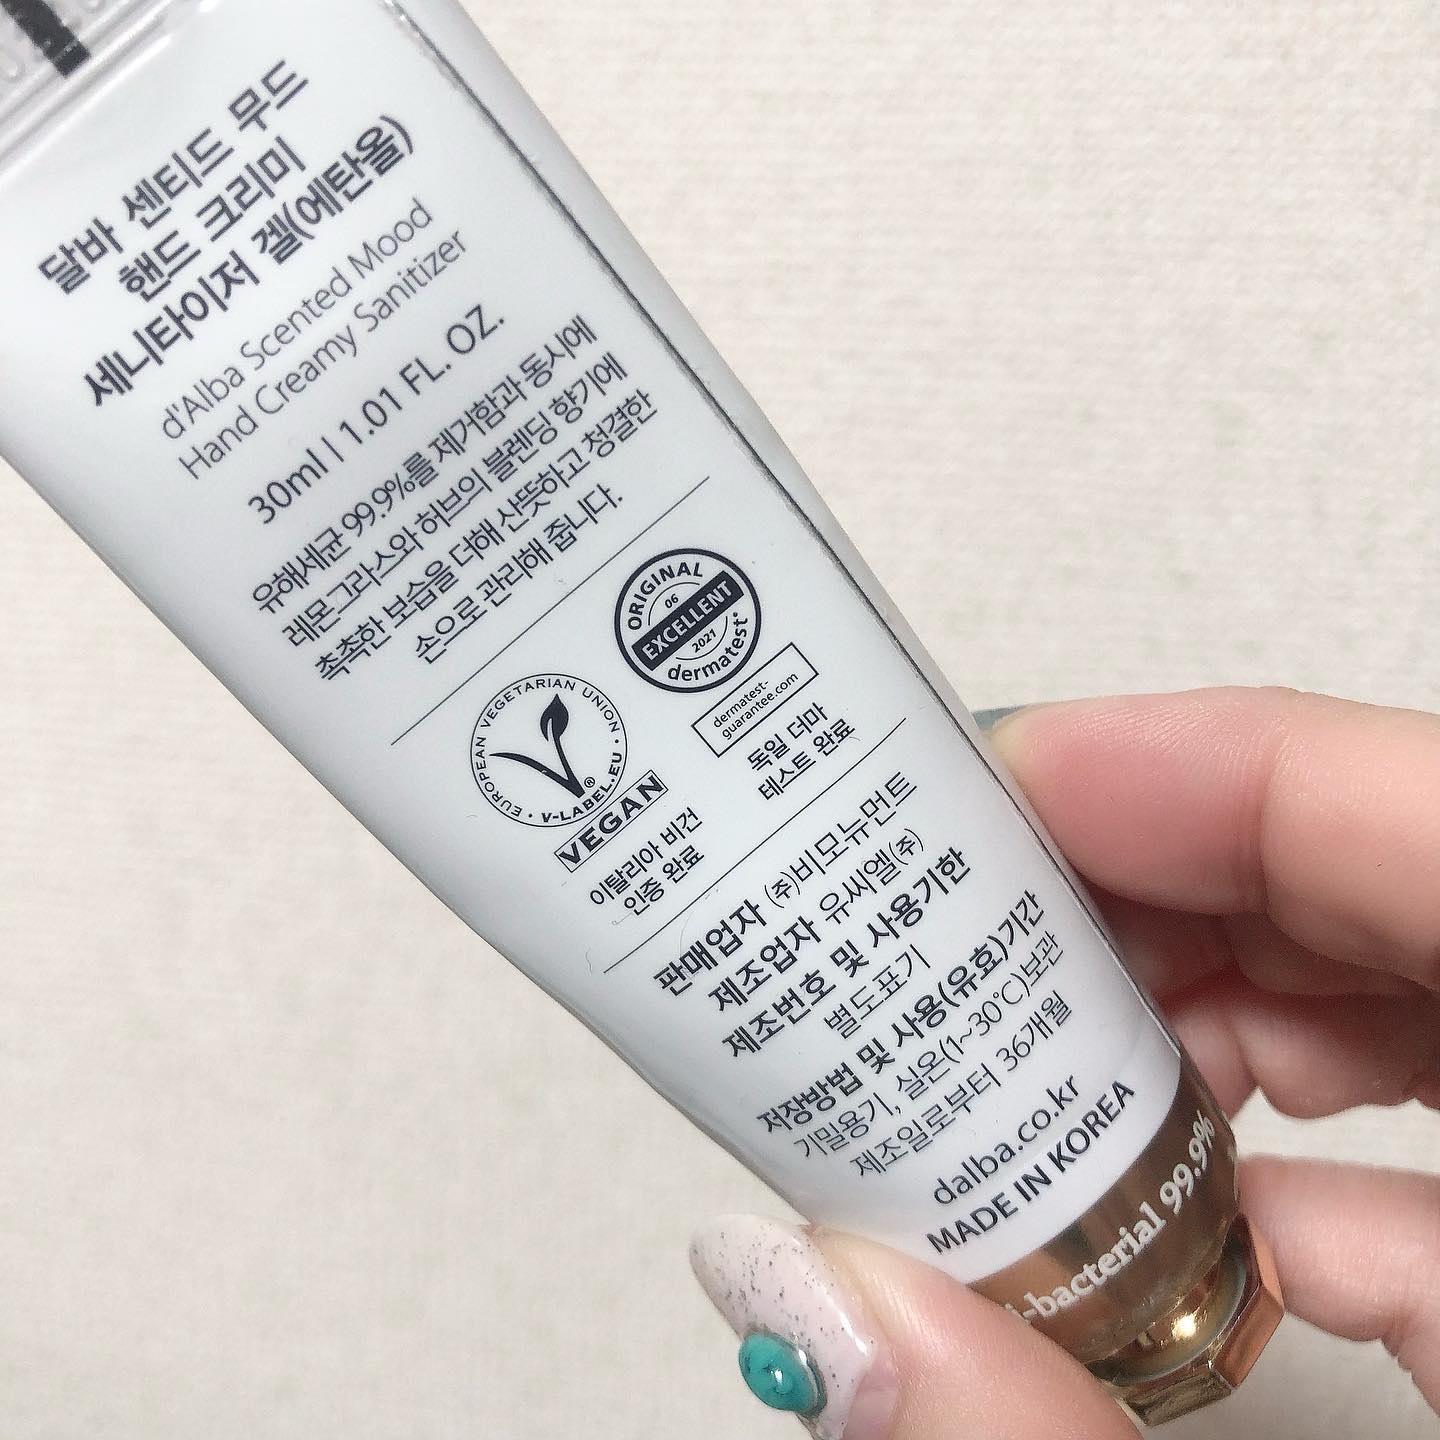 달바 센티드 무드
핸드 크리미
세니타이저 겔(에탄올)
d'Alba Scented Mood
Hand Creamy Sanitizer
30ml | 1.01 FL. OZ.
유해세균 99.9%를 제거함과 동시에
레몬그라스와 허브의 블렌딩 향기에
촉촉한 보습을 더해 산뜻하고 청결한
손으로 관리해 줍니다.
ORIGINAL
06
EXCELLENT
2021
dermatest®
dermatest-
guarantee.com
독일 더마
테스트 완료
EUROPEAN VEGETARIAN UNION
V-LABEL.EU
®
VEGAN
이탈리아 비건
인증 완료
판매업자 (주)비모뉴먼트
제조업자 유씨엘(주)
제조번호 및 사용기한
별도표기
저장방법 및 사용(유효)기간
기밀용기, 실온(1~30℃)보관
제조일로부터 36개월
dalba.co.kr
MADE IN KOREA
i-bacterial 99.9%